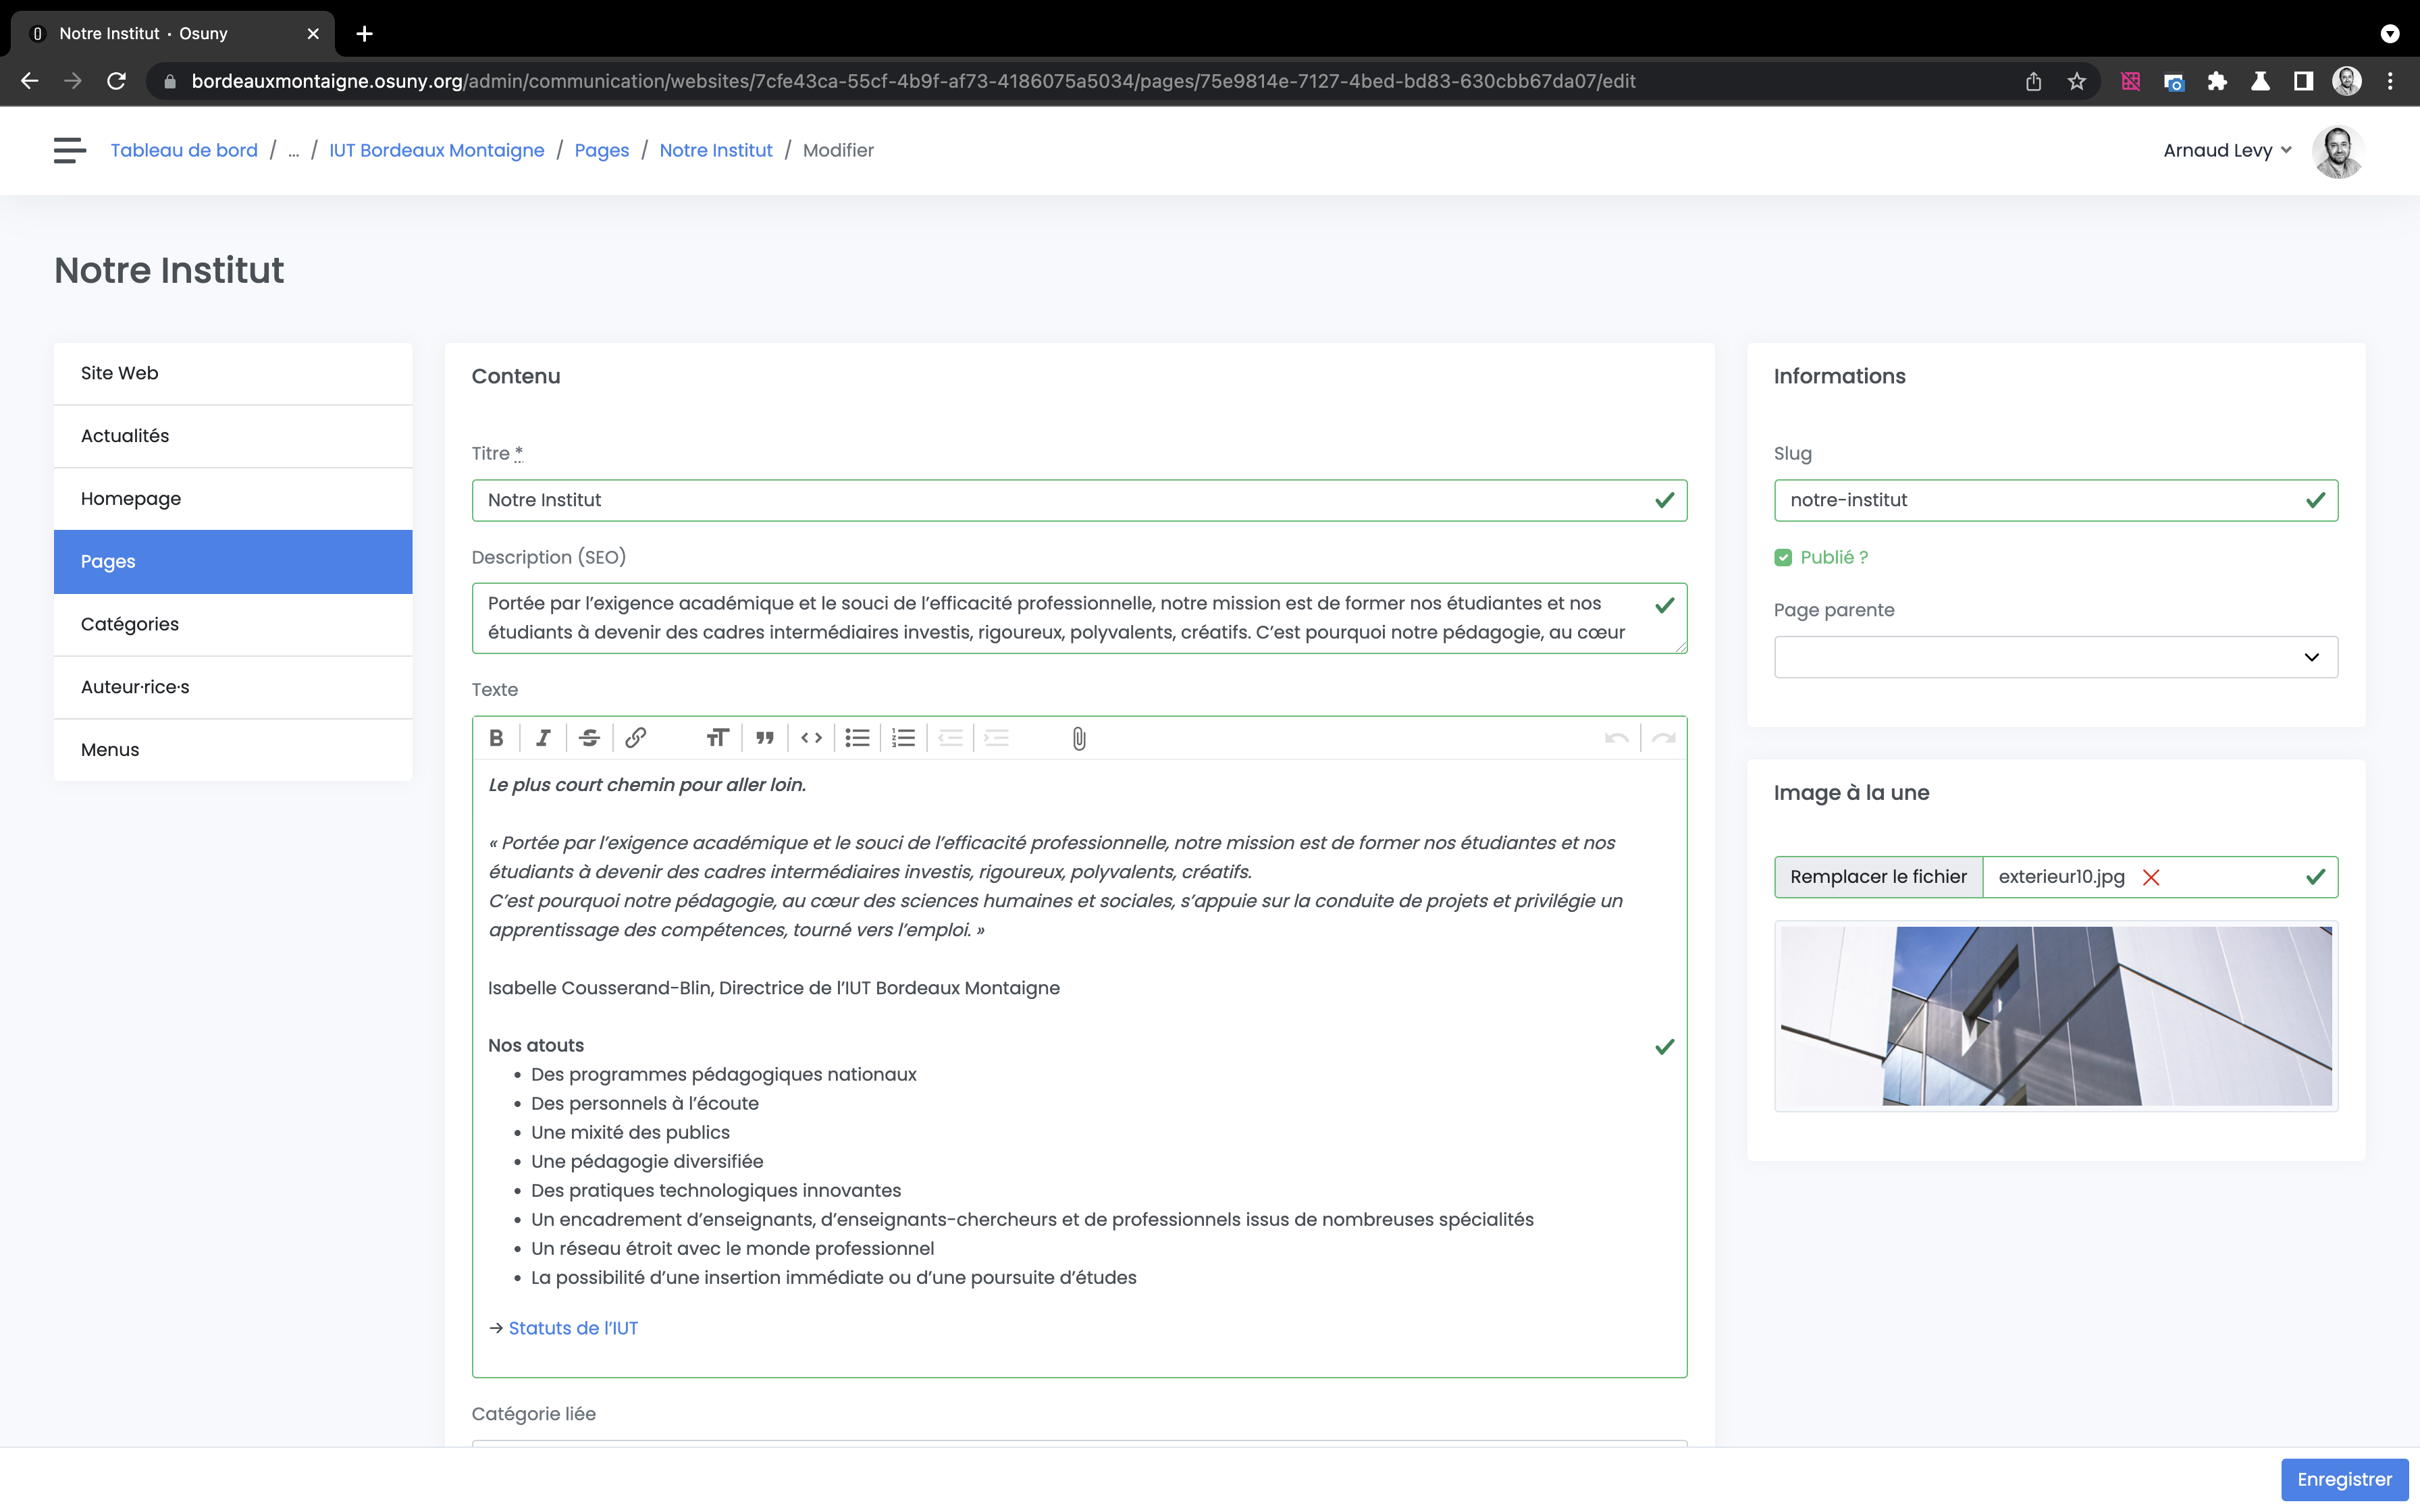 Notre Institut · Osuny
bordeauxmontaigne.osuny.org/admin/communication/websites/7cfe43ca-55cf-4b9f-af73-4186075a5034/pages/75e9814e-7127-4bed-bd83-630cbb67da07/edit
Tableau de bord / ... / IUT Bordeaux Montaigne / Pages / Notre Institut / Modifier
Arnaud Levy
Notre Institut
Site Web
Actualités
Homepage
Pages
Catégories
Auteur·rice·s
Menus
Contenu
Titre *
Notre Institut
Description (SEO)
Portée par l’exigence académique et le souci de l’efficacité professionnelle, notre mission est de former nos étudiantes et nos
étudiants à devenir des cadres intermédiaires investis, rigoureux, polyvalents, créatifs. C’est pourquoi notre pédagogie, au cœur
Texte
Le plus court chemin pour aller loin.
« Portée par l’exigence académique et le souci de l’efficacité professionnelle, notre mission est de former nos étudiantes et nos
étudiants à devenir des cadres intermédiaires investis, rigoureux, polyvalents, créatifs.
C’est pourquoi notre pédagogie, au cœur des sciences humaines et sociales, s’appuie sur la conduite de projets et privilégie un
apprentissage des compétences, tourné vers l’emploi. »
Isabelle Cousserand-Blin, Directrice de l’IUT Bordeaux Montaigne
Nos atouts
• Des programmes pédagogiques nationaux
• Des personnels à l’écoute
• Une mixité des publics
• Une pédagogie diversifiée
• Des pratiques technologiques innovantes
• Un encadrement d’enseignants, d’enseignants-chercheurs et de professionnels issus de nombreuses spécialités
• Un réseau étroit avec le monde professionnel
• La possibilité d’une insertion immédiate ou d’une poursuite d’études
→ Statuts de l’IUT
Catégorie liée
Informations
Slug
notre-institut
Publié ?
Page parente
Image à la une
Remplacer le fichier
exterieur10.jpg
Enregistrer